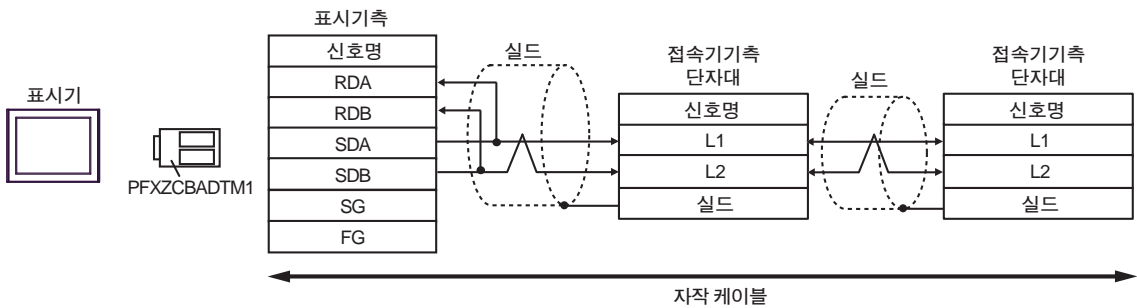 표시기
PFXZCBADTM1
표시기측
신호명
RDA
RDB
SDA
SDB
SG
FG
실드
접속기기측
단자대
신호명
L1
L2
실드
실드
접속기기측
단자대
신호명
L1
L2
실드
자작 케이블